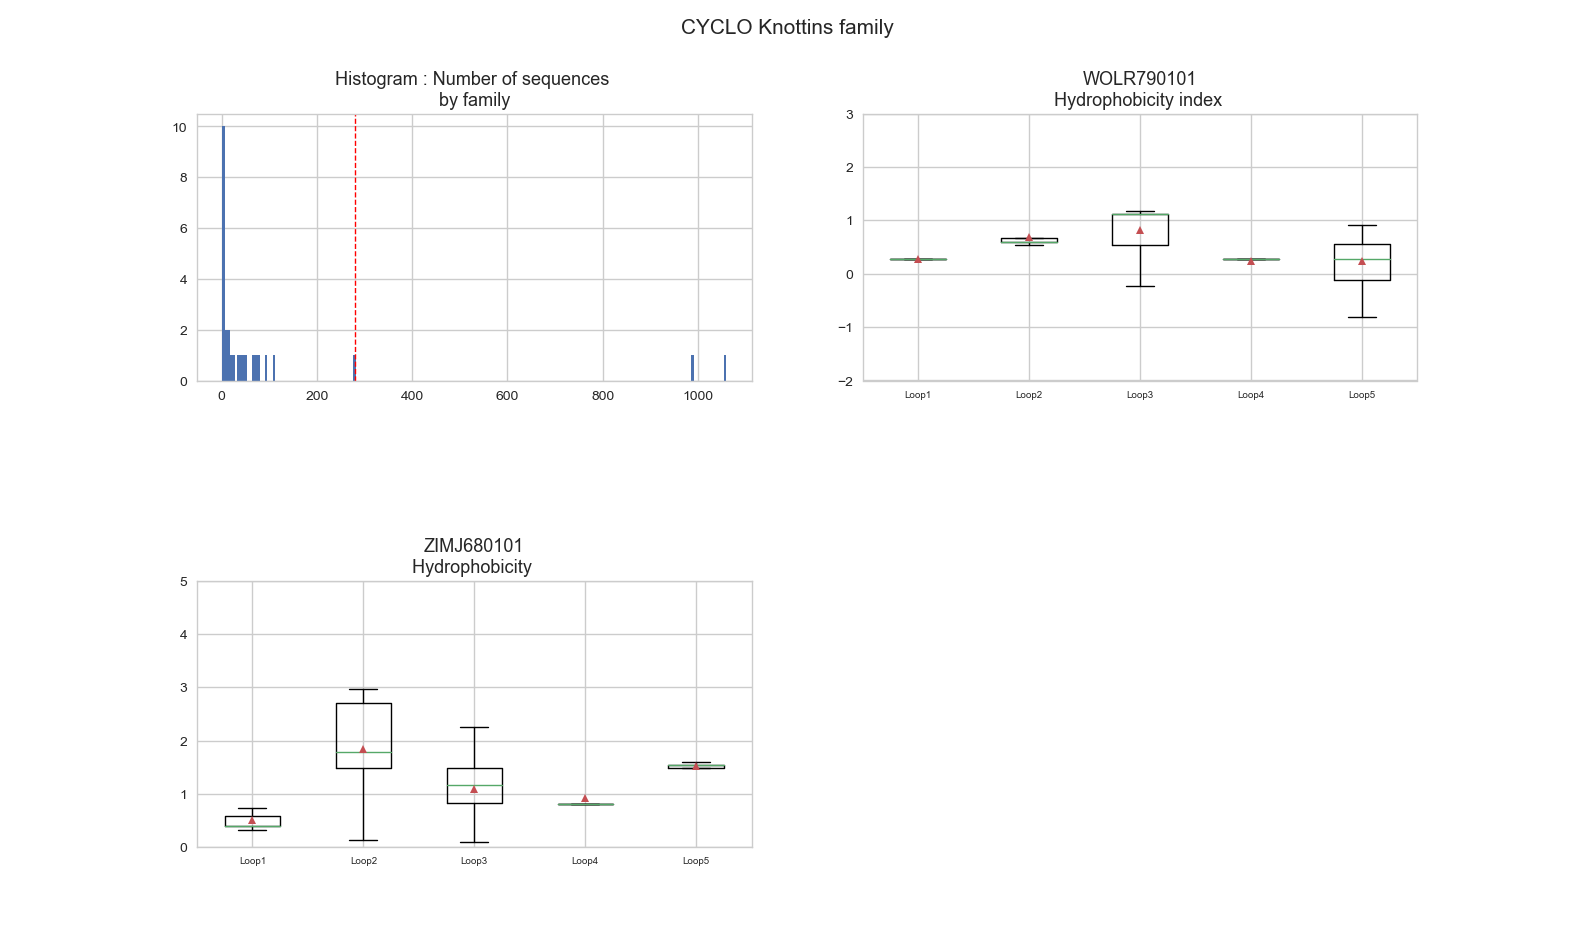 CYCLO Knottins family
Histogram : Number of sequences
by family
10
8
6
4
2
0
0 200 400 600 800 1000
WOLR790101
Hydrophobicity index
3
2
1
0
−1
−2
Loop1 Loop2 Loop3 Loop4 Loop5
ZIMJ680101
Hydrophobicity
5
4
3
2
1
0
Loop1 Loop2 Loop3 Loop4 Loop5